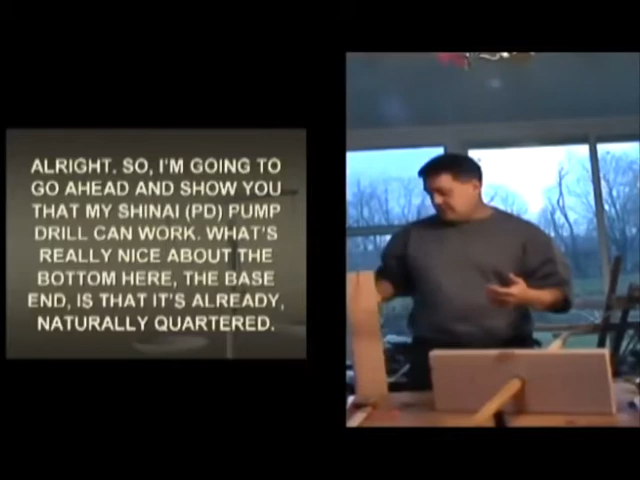 ALRIGHT. SO, I'M GOING TO
GO AHEAD AND SHOW YOU
THAT MY SHINAI (PD) PUMP
DRILL CAN WORK. WHAT'S
REALLY NICE ABOUT THE
BOTTOM HERE, THE BASE
END, IS THAT IT'S ALREADY,
NATURALLY QUARTERED.